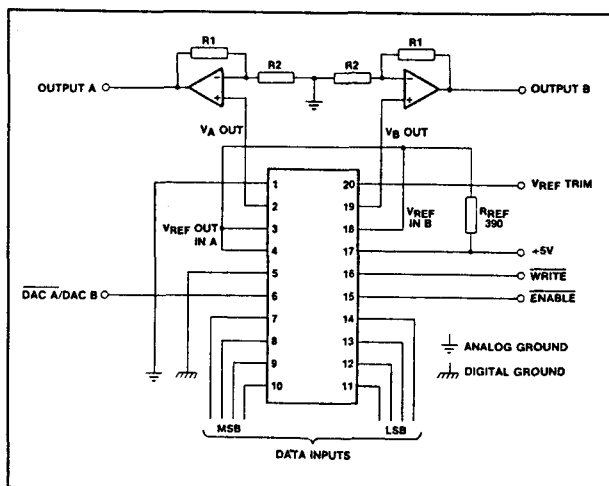 R1
R1
R2
R2
OUTPUT A
−
+
−
+
OUTPUT B
VA OUT
VB OUT
1
20
VREF TRIM
2
19
3
VREF OUT
IN A
18
VREF
IN B
RREF
390
4
17
+5V
5
16
WRITE
DAC A/DAC B
6
15
ENABLE
7
14
8
13
ANALOG GROUND
9
12
10
11
DIGITAL GROUND
MSB
LSB
DATA INPUTS